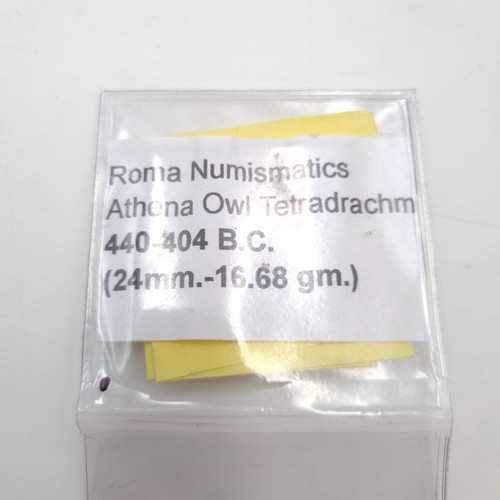 Roma Numismatics
Athena Owl Tetradrachm
440-404 B.C.
(24mm.-16.68 gm.)